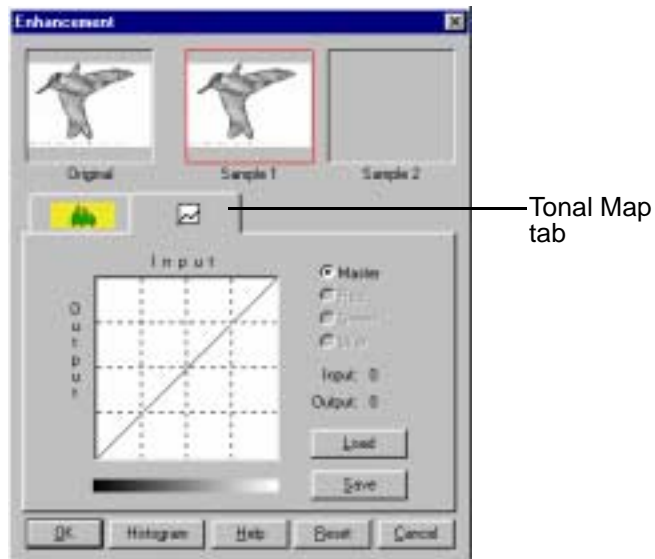 Enhancement
Original
Sample 1
Sample 2
Tonal Map
tab
Input
Output
Master
Input: 0
Output: 0
Load
Save
OK
Histogram
Help
Reset
Cancel